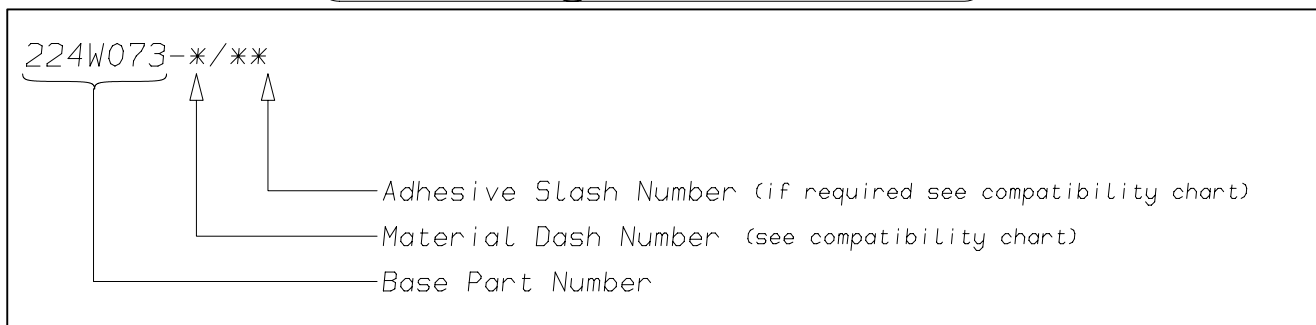 224W073-*/**
Adhesive Slash Number (if required see compatibility chart)
Material Dash Number (see compatibility chart)
Base Part Number